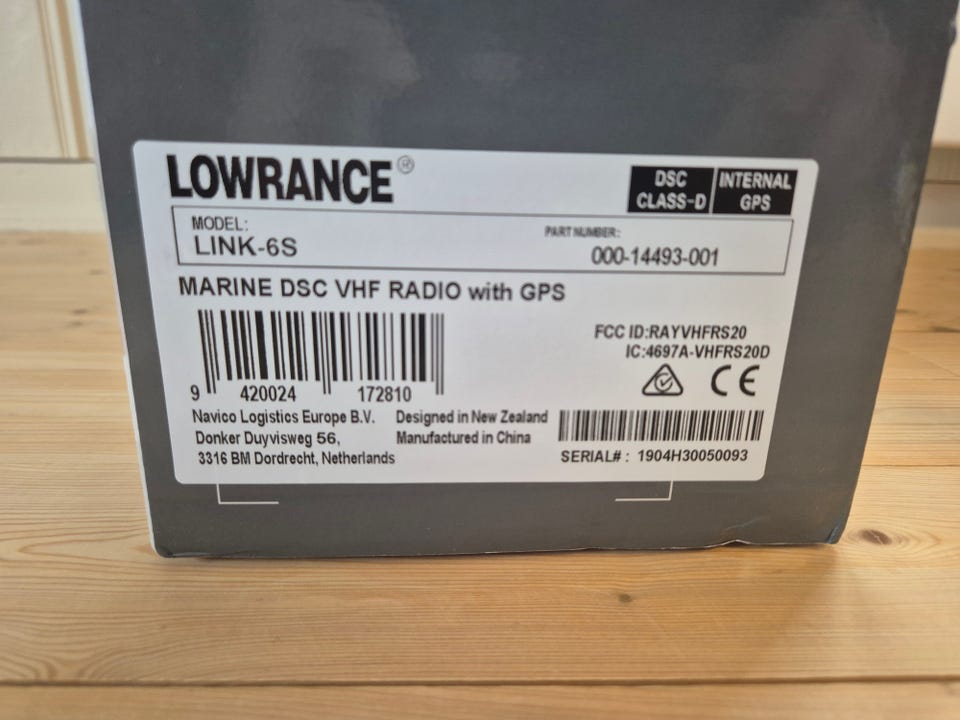 LOWRANCE®
DSC CLASS-D
INTERNAL GPS
MODEL:
LINK-6S
PART NUMBER:
000-14493-001
MARINE DSC VHF RADIO with GPS
FCC ID:RAYVHFRS20
IC:4697A-VHFRS20D
CE
9 420024 172810
Navico Logistics Europe B.V.
Donker Duyvisweg 56,
3316 BM Dordrecht, Netherlands
Designed in New Zealand
Manufactured in China
SERIAL# : 1904H30050093